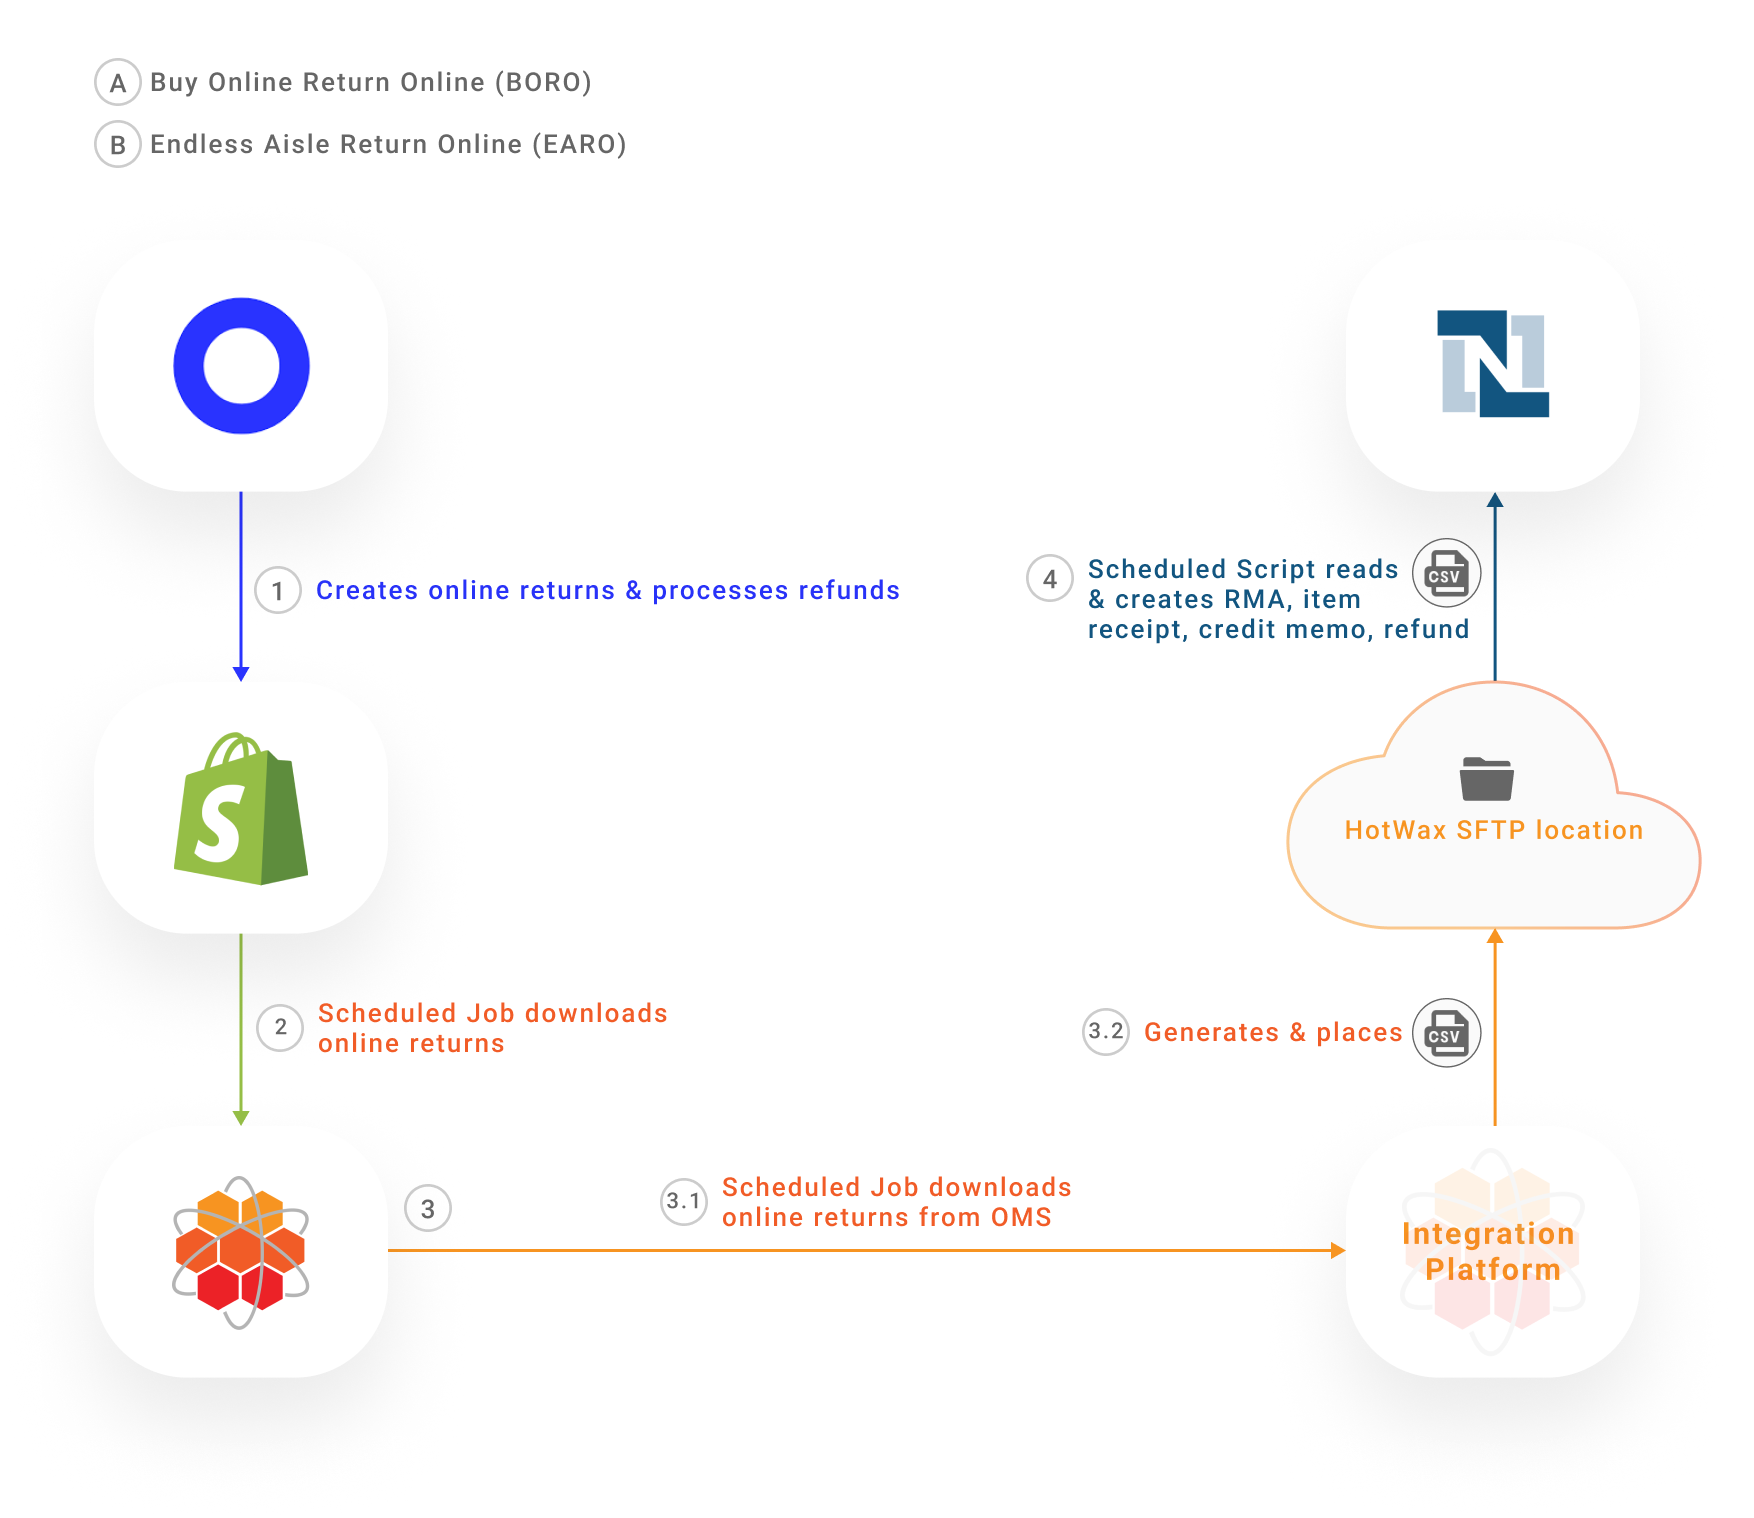 A Buy Online Return Online (BORO)
B Endless Aisle Return Online (EARO)
N
1 Creates online returns & processes refunds
4 Scheduled Script reads CSV
& creates RMA, item
receipt, credit memo, refund
S
HotWax SFTP location
2 Scheduled Job downloads
online returns
3.2 Generates & places CSV
3
3.1 Scheduled Job downloads
online returns from OMS
Integration
Platform